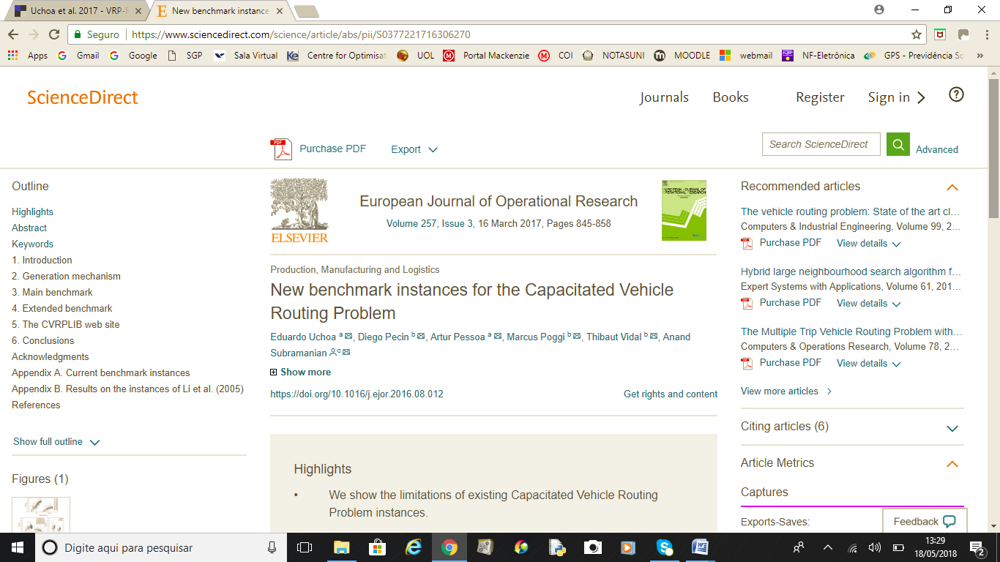 Uchoa et al. 2017 - VRP-R
New benchmark instance
Seguro
https://www.sciencedirect.com/science/article/abs/pii/S0377221716306270
Apps Gmail Google SGP Sala Virtual Centre for Optimisat UOL Portal Mackenzie COI NOTASUNI MOODLE webmail NF-Eletrônica GPS - Previdência So »
ScienceDirect
Journals Books Register Sign in
Purchase PDF
Export
Search ScienceDirect
Advanced
Outline
Highlights
Abstract
Keywords
1. Introduction
2. Generation mechanism
3. Main benchmark
4. Extended benchmark
5. The CVRPLIB web site
6. Conclusions
Acknowledgments
Appendix A. Current benchmark instances
Appendix B. Results on the instances of Li et al. (2005)
References
Show full outline
Figures (1)
ELSEVIER
European Journal of Operational Research
Volume 257, Issue 3, 16 March 2017, Pages 845-858
EUROPEAN JOURNAL OF
OPERATIONAL RESEARCH
Production, Manufacturing and Logistics
New benchmark instances for the Capacitated Vehicle
Routing Problem
Eduardo Uchoa a, Diego Pecin b, Artur Pessoa a, Marcus Poggi b, Thibaut Vidal b, Anand
Subramanian c
Show more
https://doi.org/10.1016/j.ejor.2016.08.012
Get rights and content
Highlights
• We show the limitations of existing Capacitated Vehicle Routing
Problem instances.
Recommended articles
The vehicle routing problem: State of the art cl...
Computers & Industrial Engineering, Volume 99, 2...
Purchase PDF View details
Hybrid large neighbourhood search algorithm f...
Expert Systems with Applications, Volume 61, 201...
Purchase PDF View details
The Multiple Trip Vehicle Routing Problem with...
Computers & Operations Research, Volume 78, 2...
Purchase PDF View details
View more articles
Citing articles (6)
Article Metrics
Captures
Exports-Saves:
Feedback
Digite aqui para pesquisar
13:29
18/05/2018
2